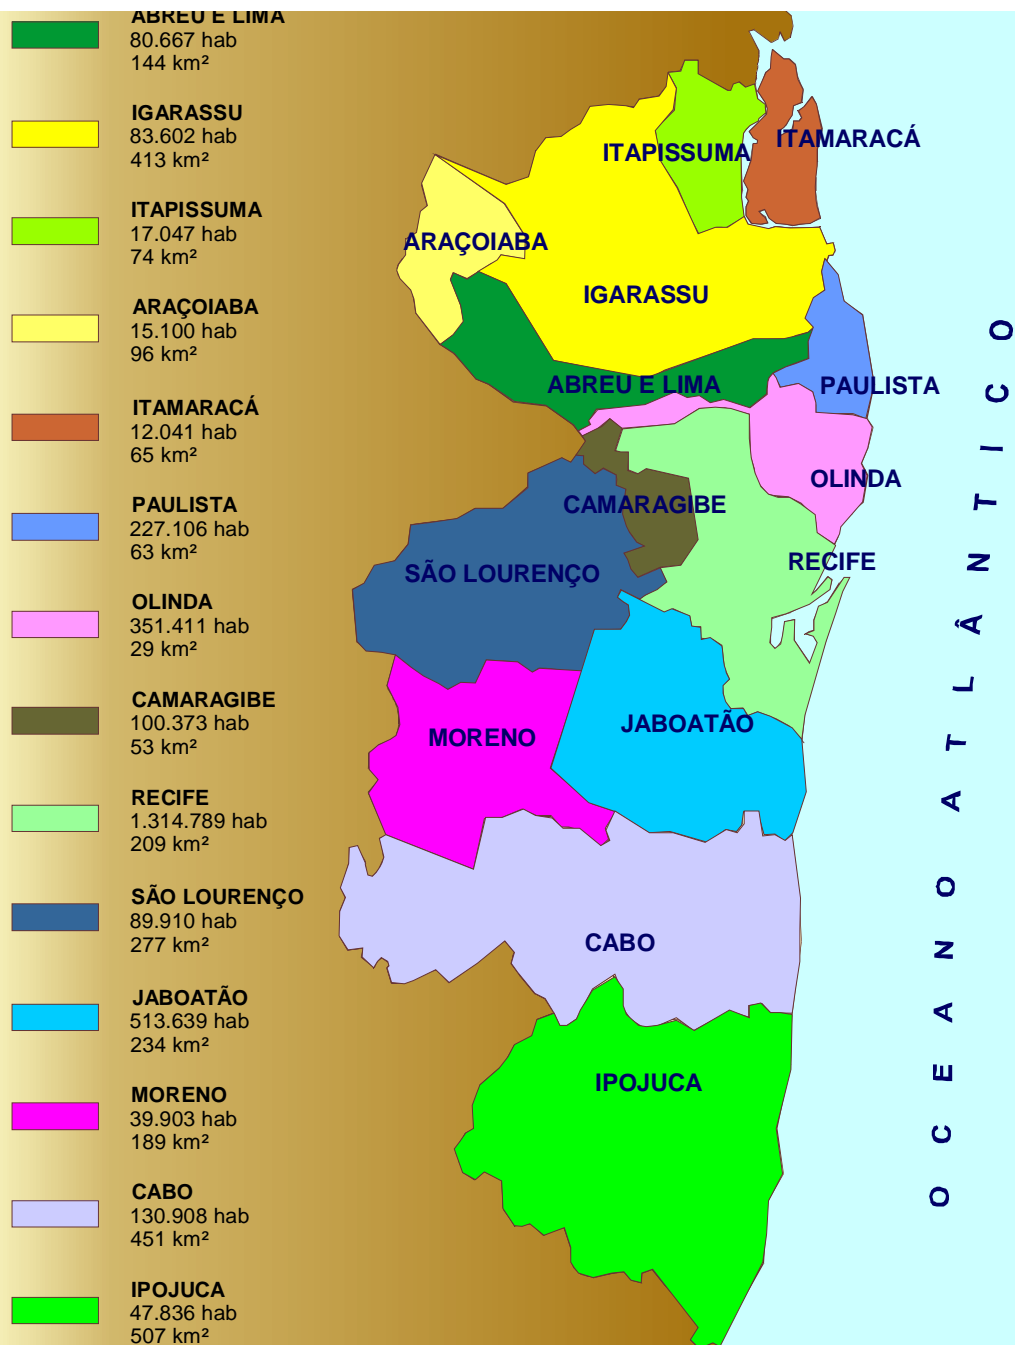 ABREU E LIMA
80.667 hab
144 km²
IGARASSU
83.602 hab
413 km²
ITAPISSUMA
17.047 hab
74 km²
ARAÇOIABA
15.100 hab
96 km²
ITAMARACÁ
12.041 hab
65 km²
PAULISTA
227.106 hab
63 km²
OLINDA
351.411 hab
29 km²
CAMARAGIBE
100.373 hab
53 km²
RECIFE
1.314.789 hab
209 km²
SÃO LOURENÇO
89.910 hab
277 km²
JABOATÃO
513.639 hab
234 km²
MORENO
39.903 hab
189 km²
CABO
130.908 hab
451 km²
IPOJUCA
47.836 hab
507 km²
ITAMARACÁ
ITAPISSUMA
ARAÇOIABA
IGARASSU
ABREU E LIMA
PAULISTA
OLINDA
CAMARAGIBE
RECIFE
SÃO LOURENÇO
JABOATÃO
MORENO
CABO
IPOJUCA
OCEANO ATLÂNTICO